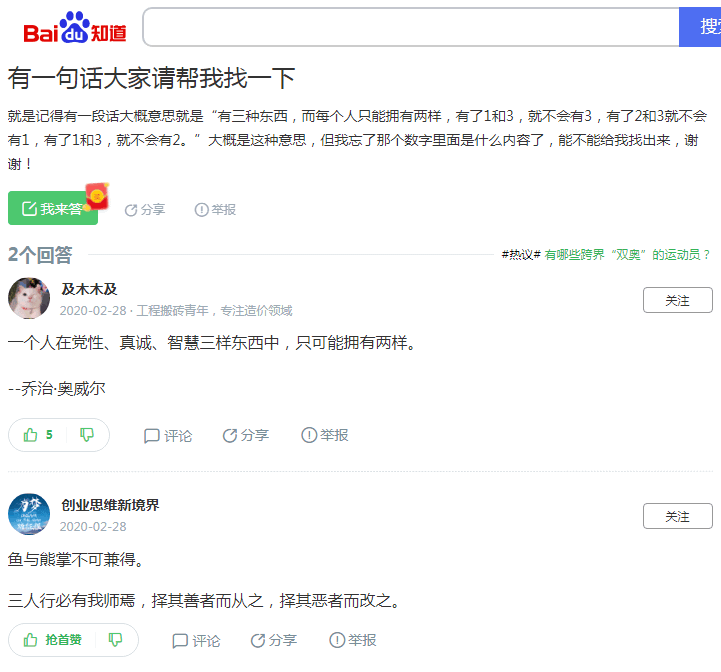 Bai du 知道
搜索
有一句话大家请帮我找一下
就是记得有一段话大概意思就是“有三种东西，而每个人只能拥有两样，有了1和3，就不会有3，有了2和3就不会
有1，有了1和3，就不会有2。”大概是这种意思，但我忘了那个数字里面是什么内容了，能不能给我找出来，谢
谢！
我来答 分享 举报
2个回答 #热议# 有哪些跨界“双奥”的运动员？
及木木及
2020-02-28 · 工程搬砖青年，专注造价领域
关注
一个人在党性、真诚、智慧三样东西中，只可能拥有两样。
--乔治·奥威尔
5 评论 分享 举报
创业思维新境界
2020-02-28
关注
鱼与熊掌不可兼得。
三人行必有我师焉，择其善者而从之，择其恶者而改之。
抢首赞 评论 分享 举报